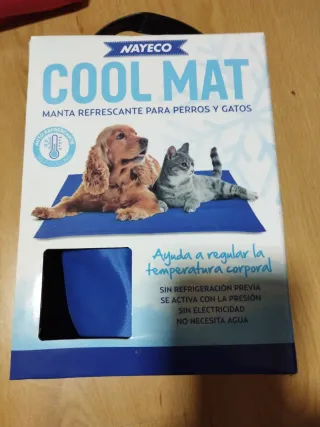 NAYECO
COOL MAT
MANTA REFRESCANTE PARA PERROS Y GATOS
Ayuda a regular la
temperatura corporal
SIN REFRIGERACIÓN PREVIA
SE ACTIVA CON LA PRESIÓN
SIN ELECTRICIDAD
NO NECESITA AGUA